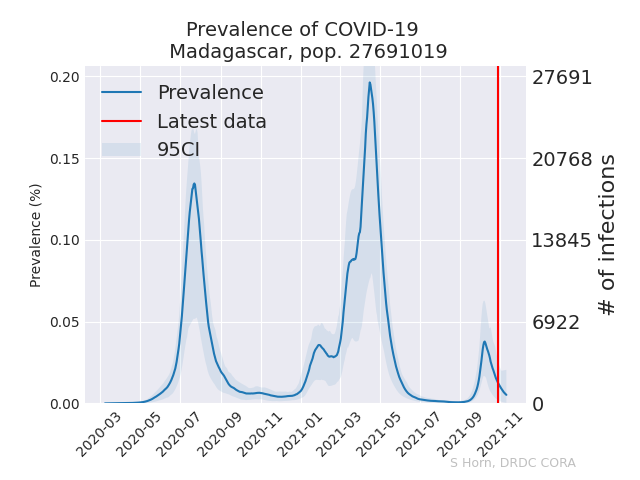 Prevalence of COVID-19
Madagascar, pop. 27691019
Prevalence
Latest data
95CI
Prevalence (%)
0.20
0.15
0.10
0.05
0.00
27691
20768
13845
6922
0
# of infections
2020-03
2020-05
2020-07
2020-09
2020-11
2021-01
2021-03
2021-05
2021-07
2021-09
2021-11
S Horn, DRDC CORA